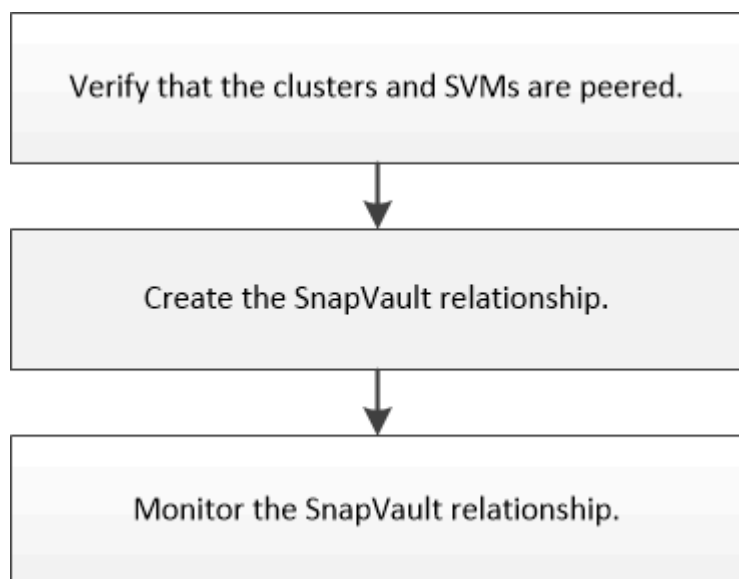 Verify that the clusters and SVMs are peered.
Create the SnapVault relationship.
Monitor the SnapVault relationship.